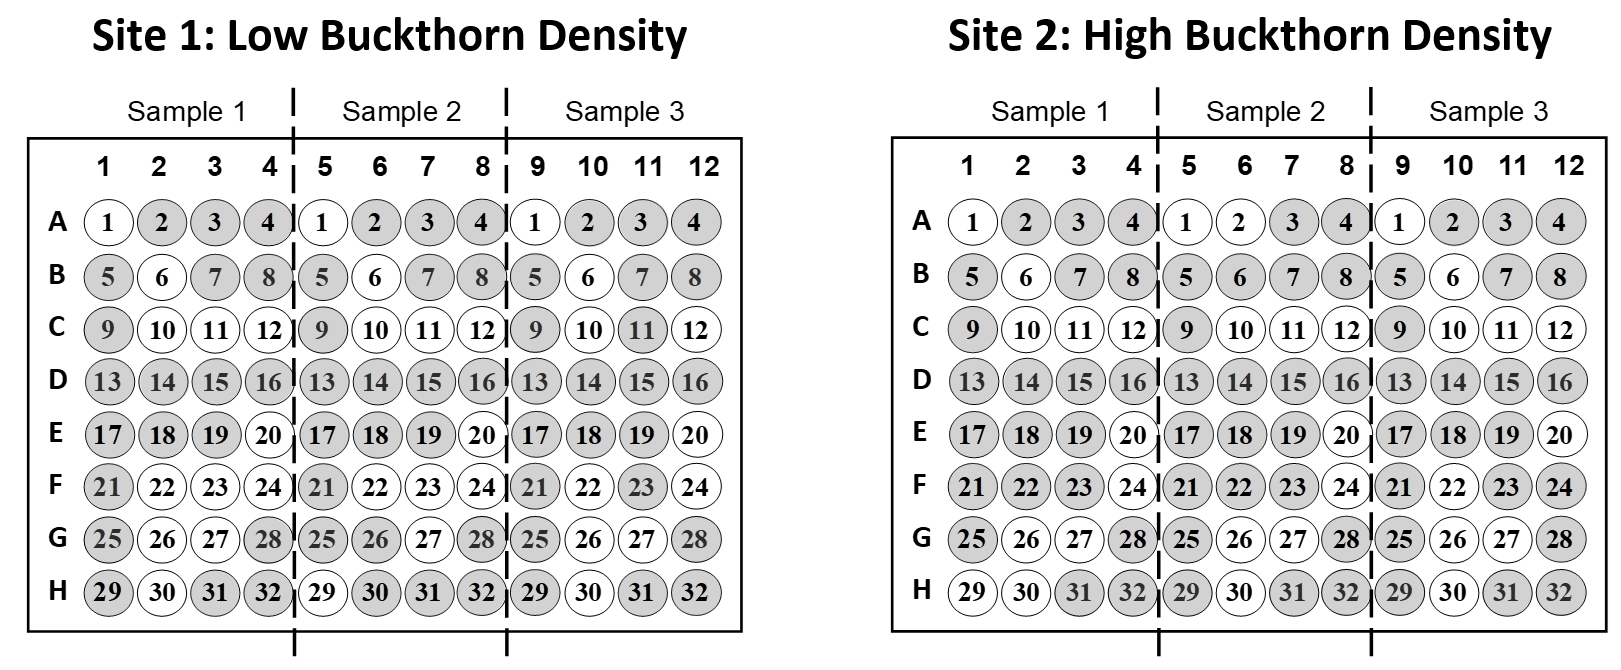 Site 1: Low Buckthorn Density
Sample 1 Sample 2 Sample 3
1 2 3 4 5 6 7 8 9 10 11 12
A 1 2 3 4 1 2 3 4 1 2 3 4
B 5 6 7 8 5 6 7 8 5 6 7 8
C 9 10 11 12 9 10 11 12 9 10 11 12
D 13 14 15 16 13 14 15 16 13 14 15 16
E 17 18 19 20 17 18 19 20 17 18 19 20
F 21 22 23 24 21 22 23 24 21 22 23 24
G 25 26 27 28 25 26 27 28 25 26 27 28
H 29 30 31 32 29 30 31 32 29 30 31 32
Site 2: High Buckthorn Density
Sample 1 Sample 2 Sample 3
1 2 3 4 5 6 7 8 9 10 11 12
A 1 2 3 4 1 2 3 4 1 2 3 4
B 5 6 7 8 5 6 7 8 5 6 7 8
C 9 10 11 12 9 10 11 12 9 10 11 12
D 13 14 15 16 13 14 15 16 13 14 15 16
E 17 18 19 20 17 18 19 20 17 18 19 20
F 21 22 23 24 21 22 23 24 21 22 23 24
G 25 26 27 28 25 26 27 28 25 26 27 28
H 29 30 31 32 29 30 31 32 29 30 31 32